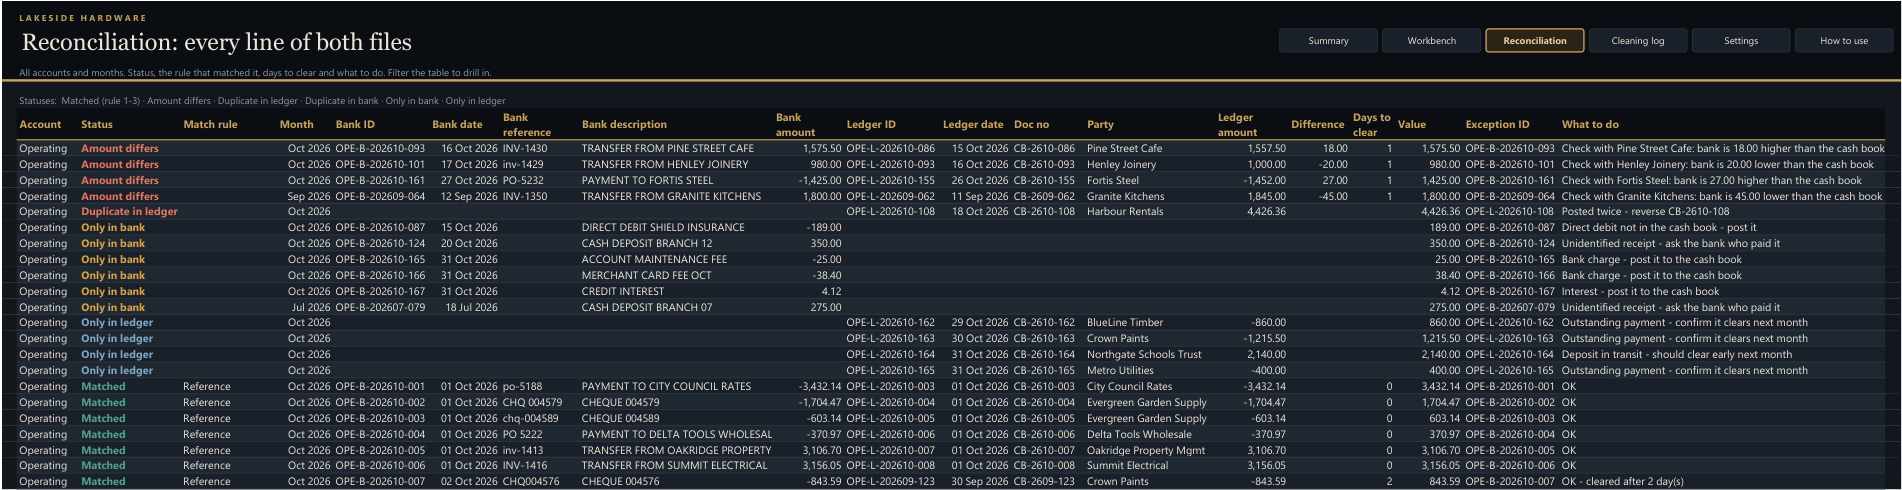 LAKESIDE HARDWARE
Reconciliation: every line of both files
Summary Workbench Reconciliation Cleaning log Settings How to use
All accounts and months. Status, the rule that matched it, days to clear and what to do. Filter the table to drill in.
Statuses: Matched (rule 1-3) · Amount differs · Duplicate in ledger · Duplicate in bank · Only in bank · Only in ledger
Account Status Match rule Month Bank ID Bank date Bank reference Bank description Bank amount Ledger ID Ledger date Doc no Party Ledger amount Difference Days to clear Value Exception ID What to do
Operating Amount differs Oct 2026 OPE-B-202610-093 16 Oct 2026 INV-1430 TRANSFER FROM PINE STREET CAFE 1,575.50 OPE-L-202610-086 15 Oct 2026 CB-2610-086 Pine Street Cafe 1,557.50 18.00 1 1,575.50 OPE-B-202610-093 Check with Pine Street Cafe: bank is 18.00 higher than the cash book
Operating Amount differs Oct 2026 OPE-B-202610-101 17 Oct 2026 inv-1429 TRANSFER FROM HENLEY JOINERY 980.00 OPE-L-202610-093 16 Oct 2026 CB-2610-093 Henley Joinery 1,000.00 -20.00 1 980.00 OPE-B-202610-101 Check with Henley Joinery: bank is 20.00 lower than the cash book
Operating Amount differs Oct 2026 OPE-B-202610-161 27 Oct 2026 PO-5232 PAYMENT TO FORTIS STEEL -1,425.00 OPE-L-202610-155 26 Oct 2026 CB-2610-155 Fortis Steel -1,452.00 27.00 1 1,425.00 OPE-B-202610-161 Check with Fortis Steel: bank is 27.00 higher than the cash book
Operating Amount differs Sep 2026 OPE-B-202609-064 12 Sep 2026 INV-1350 TRANSFER FROM GRANITE KITCHENS 1,800.00 OPE-L-202609-062 11 Sep 2026 CB-2609-062 Granite Kitchens 1,845.00 -45.00 1 1,800.00 OPE-B-202609-064 Check with Granite Kitchens: bank is 45.00 lower than the cash book
Operating Duplicate in ledger Oct 2026 OPE-L-202610-108 18 Oct 2026 CB-2610-108 Harbour Rentals 4,426.36 4,426.36 OPE-L-202610-108 Posted twice - reverse CB-2610-108
Operating Only in bank Oct 2026 OPE-B-202610-087 15 Oct 2026 DIRECT DEBIT SHIELD INSURANCE -189.00 189.00 OPE-B-202610-087 Direct debit not in the cash book - post it
Operating Only in bank Oct 2026 OPE-B-202610-124 20 Oct 2026 CASH DEPOSIT BRANCH 12 350.00 350.00 OPE-B-202610-124 Unidentified receipt - ask the bank who paid it
Operating Only in bank Oct 2026 OPE-B-202610-165 31 Oct 2026 ACCOUNT MAINTENANCE FEE -25.00 25.00 OPE-B-202610-165 Bank charge - post it to the cash book
Operating Only in bank Oct 2026 OPE-B-202610-166 31 Oct 2026 MERCHANT CARD FEE OCT -38.40 38.40 OPE-B-202610-166 Bank charge - post it to the cash book
Operating Only in bank Oct 2026 OPE-B-202610-167 31 Oct 2026 CREDIT INTEREST 4.12 4.12 OPE-B-202610-167 Interest - post it to the cash book
Operating Only in bank Jul 2026 OPE-B-202607-079 18 Jul 2026 CASH DEPOSIT BRANCH 07 275.00 275.00 OPE-B-202607-079 Unidentified receipt - ask the bank who paid it
Operating Only in ledger Oct 2026 OPE-L-202610-162 29 Oct 2026 CB-2610-162 BlueLine Timber -860.00 860.00 OPE-L-202610-162 Outstanding payment - confirm it clears next month
Operating Only in ledger Oct 2026 OPE-L-202610-163 30 Oct 2026 CB-2610-163 Crown Paints -1,215.50 1,215.50 OPE-L-202610-163 Outstanding payment - confirm it clears next month
Operating Only in ledger Oct 2026 OPE-L-202610-164 31 Oct 2026 CB-2610-164 Northgate Schools Trust 2,140.00 2,140.00 OPE-L-202610-164 Deposit in transit - should clear early next month
Operating Only in ledger Oct 2026 OPE-L-202610-165 31 Oct 2026 CB-2610-165 Metro Utilities -400.00 400.00 OPE-L-202610-165 Outstanding payment - confirm it clears next month
Operating Matched Reference Oct 2026 OPE-B-202610-001 01 Oct 2026 po-5188 PAYMENT TO CITY COUNCIL RATES -3,432.14 OPE-L-202610-003 01 Oct 2026 CB-2610-003 City Council Rates -3,432.14 0 3,432.14 OPE-B-202610-001 OK
Operating Matched Reference Oct 2026 OPE-B-202610-002 01 Oct 2026 CHQ 004579 CHEQUE 004579 -1,704.47 OPE-L-202610-004 01 Oct 2026 CB-2610-004 Evergreen Garden Supply -1,704.47 0 1,704.47 OPE-B-202610-002 OK
Operating Matched Reference Oct 2026 OPE-B-202610-003 01 Oct 2026 chq-004589 CHEQUE 004589 -603.14 OPE-L-202610-005 01 Oct 2026 CB-2610-005 Evergreen Garden Supply -603.14 0 603.14 OPE-B-202610-003 OK
Operating Matched Reference Oct 2026 OPE-B-202610-004 01 Oct 2026 PO 5222 PAYMENT TO DELTA TOOLS WHOLESAL -370.97 OPE-L-202610-006 01 Oct 2026 CB-2610-006 Delta Tools Wholesale -370.97 0 370.97 OPE-B-202610-004 OK
Operating Matched Reference Oct 2026 OPE-B-202610-005 01 Oct 2026 inv-1413 TRANSFER FROM OAKRIDGE PROPERTY 3,106.70 OPE-L-202610-007 01 Oct 2026 CB-2610-007 Oakridge Property Mgmt 3,106.70 0 3,106.70 OPE-B-202610-005 OK
Operating Matched Reference Oct 2026 OPE-B-202610-006 01 Oct 2026 INV-1416 TRANSFER FROM SUMMIT ELECTRICAL 3,156.05 OPE-L-202610-008 01 Oct 2026 CB-2610-008 Summit Electrical 3,156.05 0 3,156.05 OPE-B-202610-006 OK
Operating Matched Reference Oct 2026 OPE-B-202610-007 02 Oct 2026 CHQ004576 CHEQUE 004576 -843.59 OPE-L-202609-123 30 Sep 2026 CB-2609-123 Crown Paints -843.59 2 843.59 OPE-B-202610-007 OK - cleared after 2 day(s)